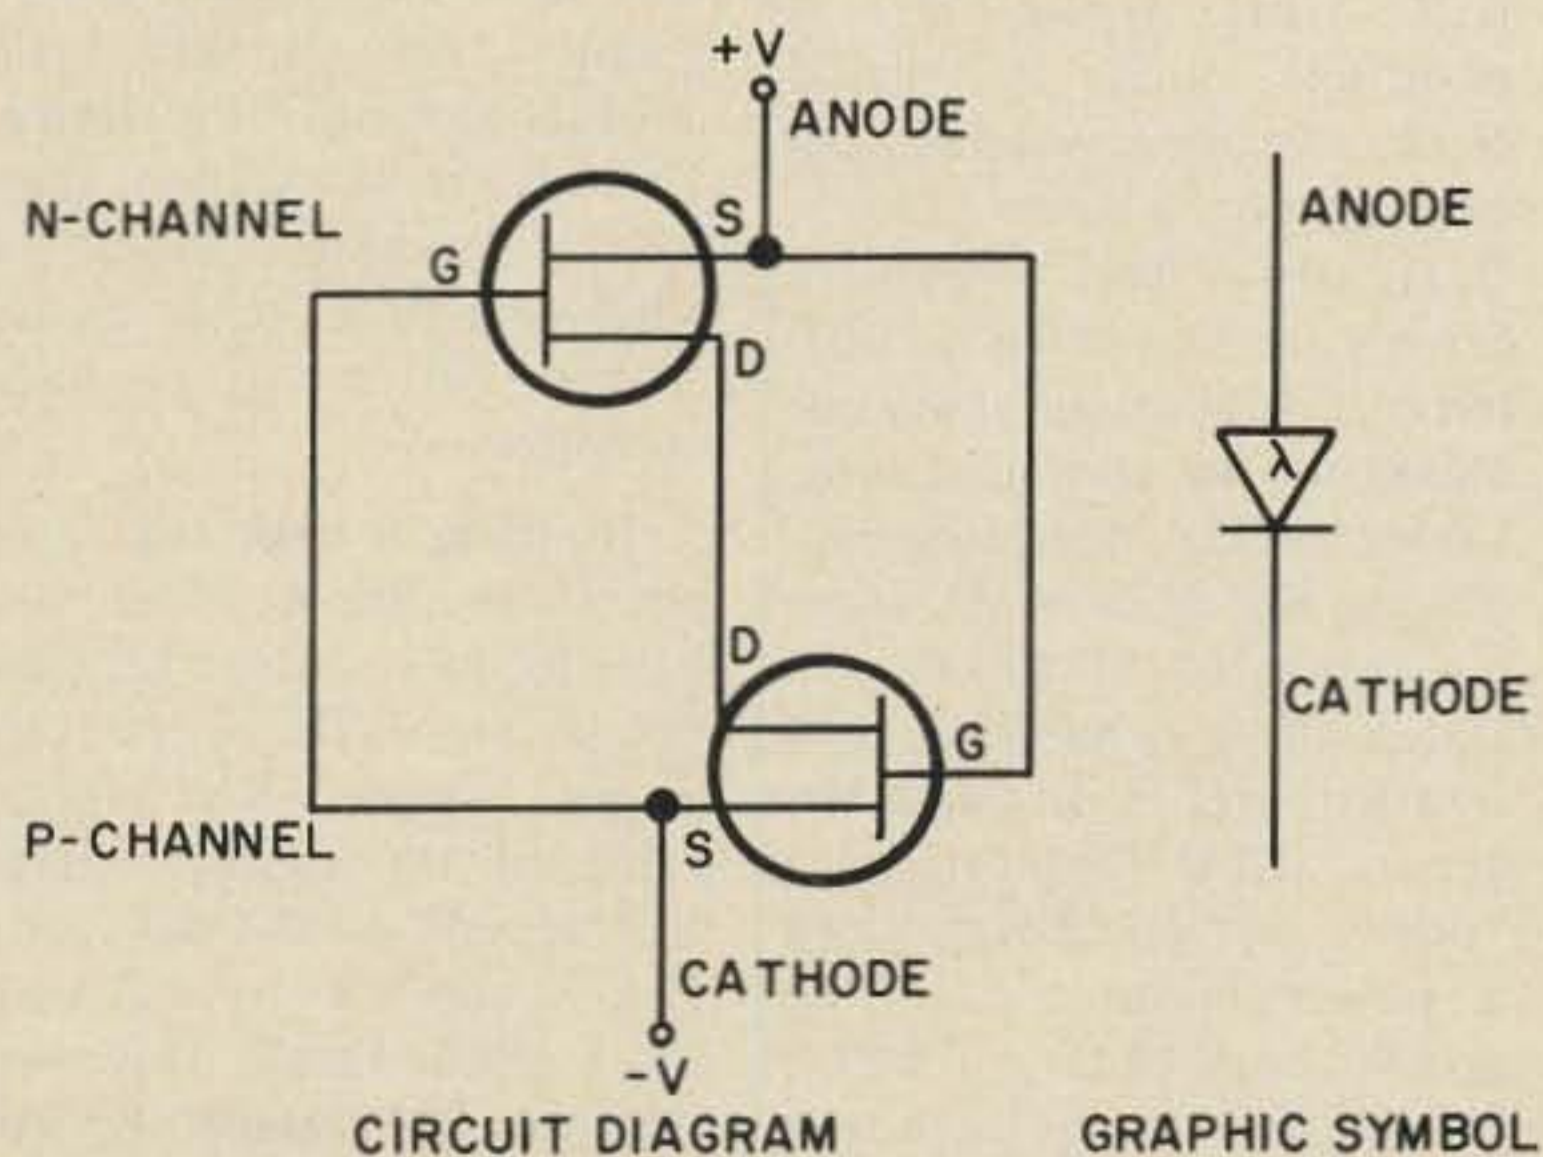 +V
ANODE
N-CHANNEL
G
S
D
ANODE
D
G
CATHODE
P-CHANNEL
S
CATHODE
-V
CIRCUIT DIAGRAM
GRAPHIC SYMBOL
λ